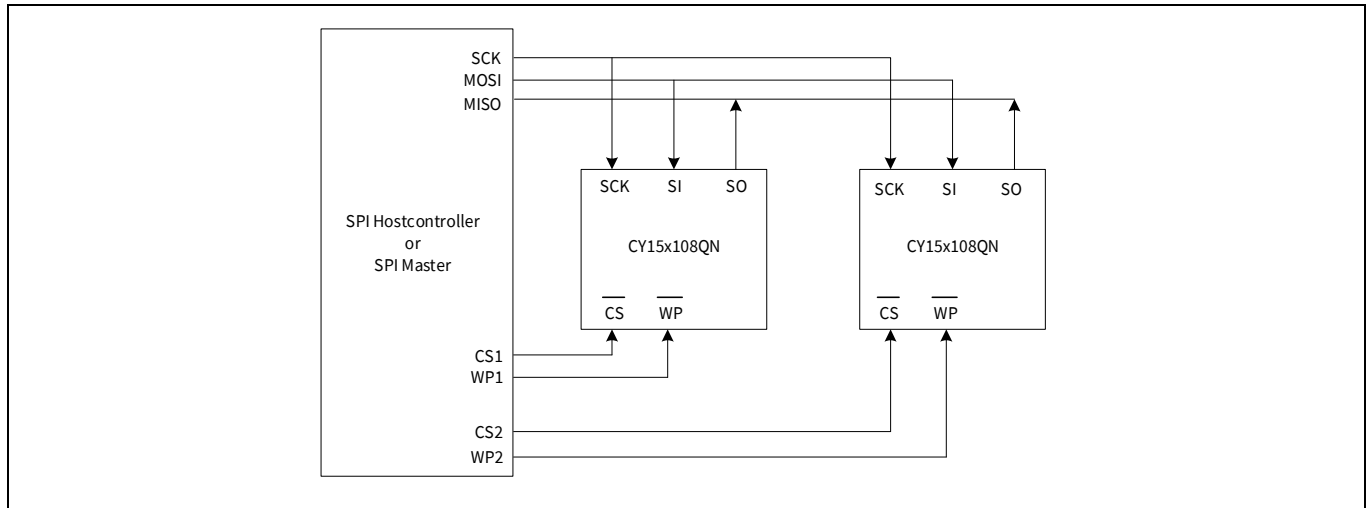 SCK
MOSI
MISO
SPI Hostcontroller
or
SPI Master
CS1
WP1
CS2
WP2
SCK SI SO
CY15x108QN
CS WP
SCK SI SO
CY15x108QN
CS WP